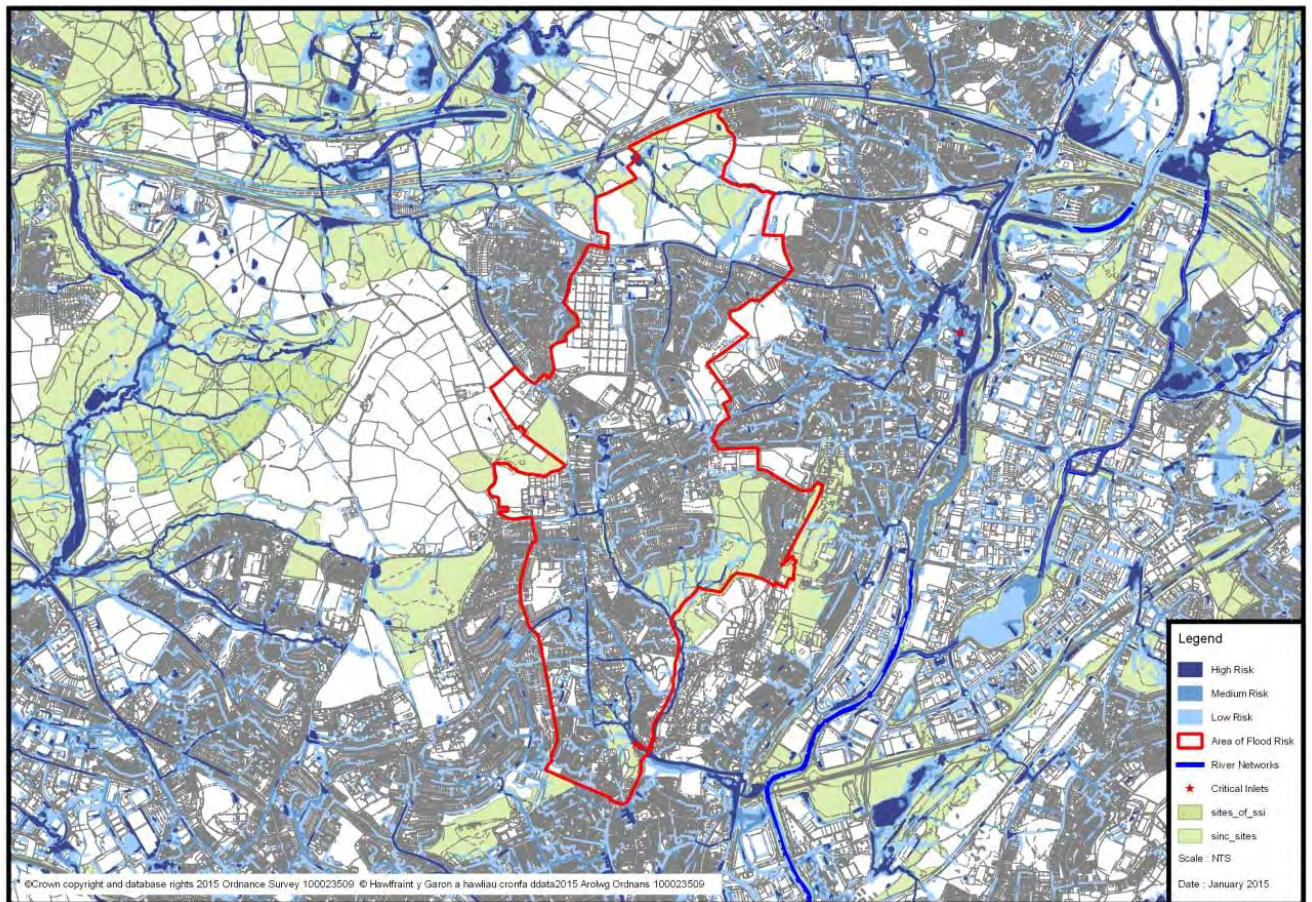 Legend
High Risk
Medium Risk
Low Risk
Area of Flood Risk
River Networks
Critical Inlets
sites_of_ssi
sinc_sites
Scale : NTS
Date : January 2015
©Crown copyright and database rights 2015 Ordnance Survey 100023509 © Hawlfraint y Garon a hawliau cronfa ddata2015 Arolwg Ordnans 100023509